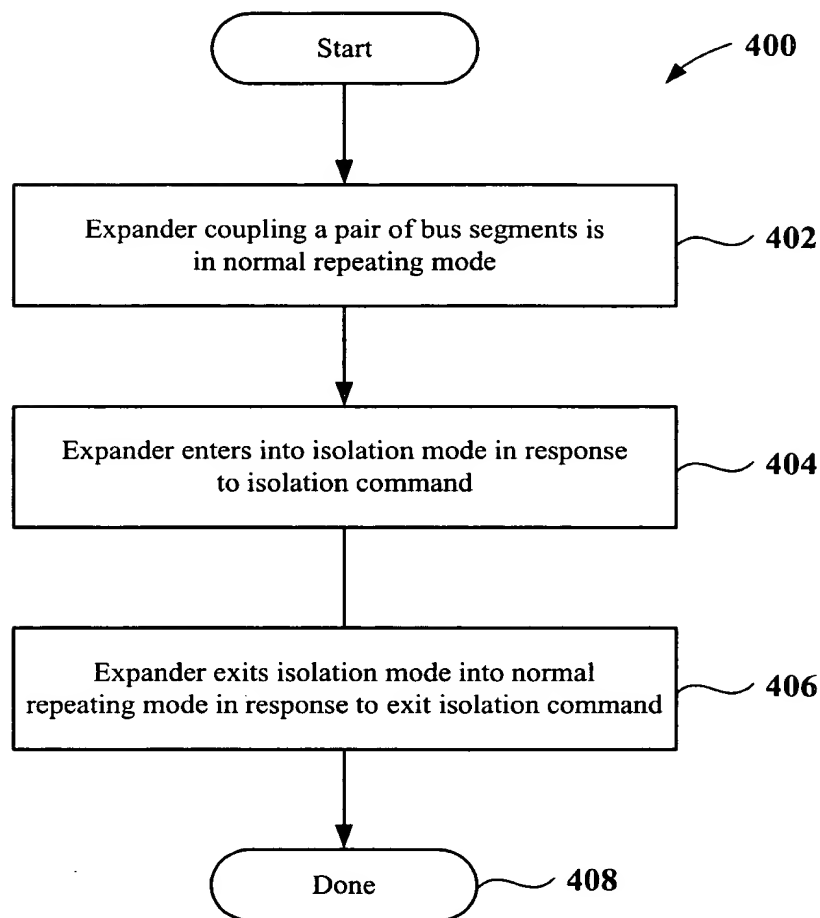 Start
400
Expander coupling a pair of bus segments is
in normal repeating mode
402
Expander enters into isolation mode in response
to isolation command
404
Expander exits isolation mode into normal
repeating mode in response to exit isolation command
406
Done
408